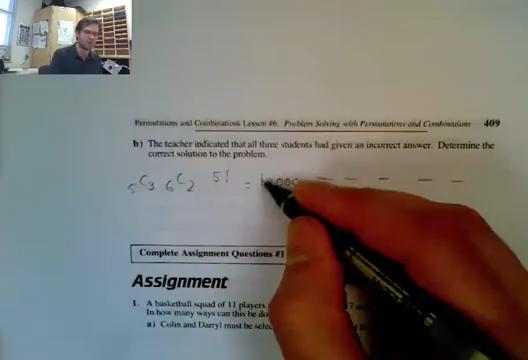 Permutations and Combinations Lesson #6: Problem Solving with Permutations and Combinations 409
b) The teacher indicated that all three students had given an incorrect answer. Determine the
correct solution to the problem.
₅C₃ ₆C₂ 5! =
Complete Assignment Questions #1
Assignment
1. A basketball squad of 11 players
In how many ways can this be do
a) Colin and Darryl must be selec